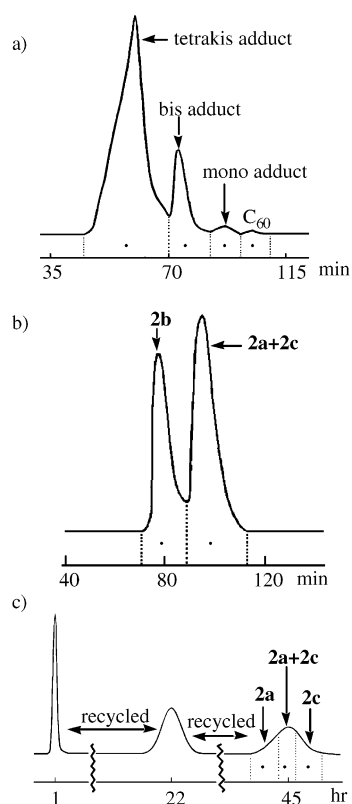 a)
tetrakis adduct
bis adduct
mono adduct
C60
35 70 115 min
b)
2b
2a+2c
40 80 120 min
c)
2a+2c
2a 2c
recycled recycled
1 22 45 hr